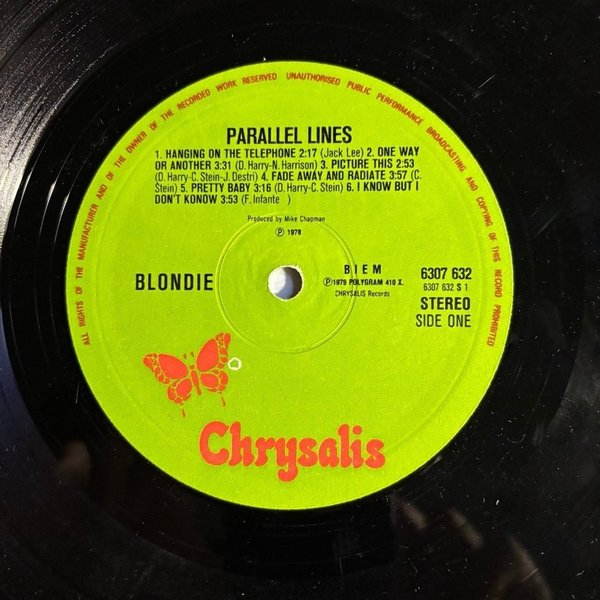 ALL RIGHTS OF THE MANUFACTURER AND OF THE OWNER OF THE RECORDED WORK RESERVED UNAUTHORISED PUBLIC PERFORMANCE BROADCASTING AND COPYING OF THIS RECORD PROHIBITED
PARALLEL LINES
1. HANGING ON THE TELEPHONE 2:17 (Jack Lee) 2. ONE WAY
OR ANOTHER 3:31 (D. Harry-N. Harrison) 3. PICTURE THIS 2:53
(D. Harry-C. Stein-J. Destri) 4. FADE AWAY AND RADIATE 3:57 (C.
Stein) 5. PRETTY BABY 3:16 (D. Harry-C. Stein) 6. I KNOW BUT I
DON'T KONOW 3:53 (F. Infante )
Produced by Mike Chapman
℗ 1978
BLONDIE
BIEM
℗1979 POLYGRAM 410 X.
CHRYSALIS Records
6307 632
6307 632 S 1
STEREO
SIDE ONE
Chrysalis